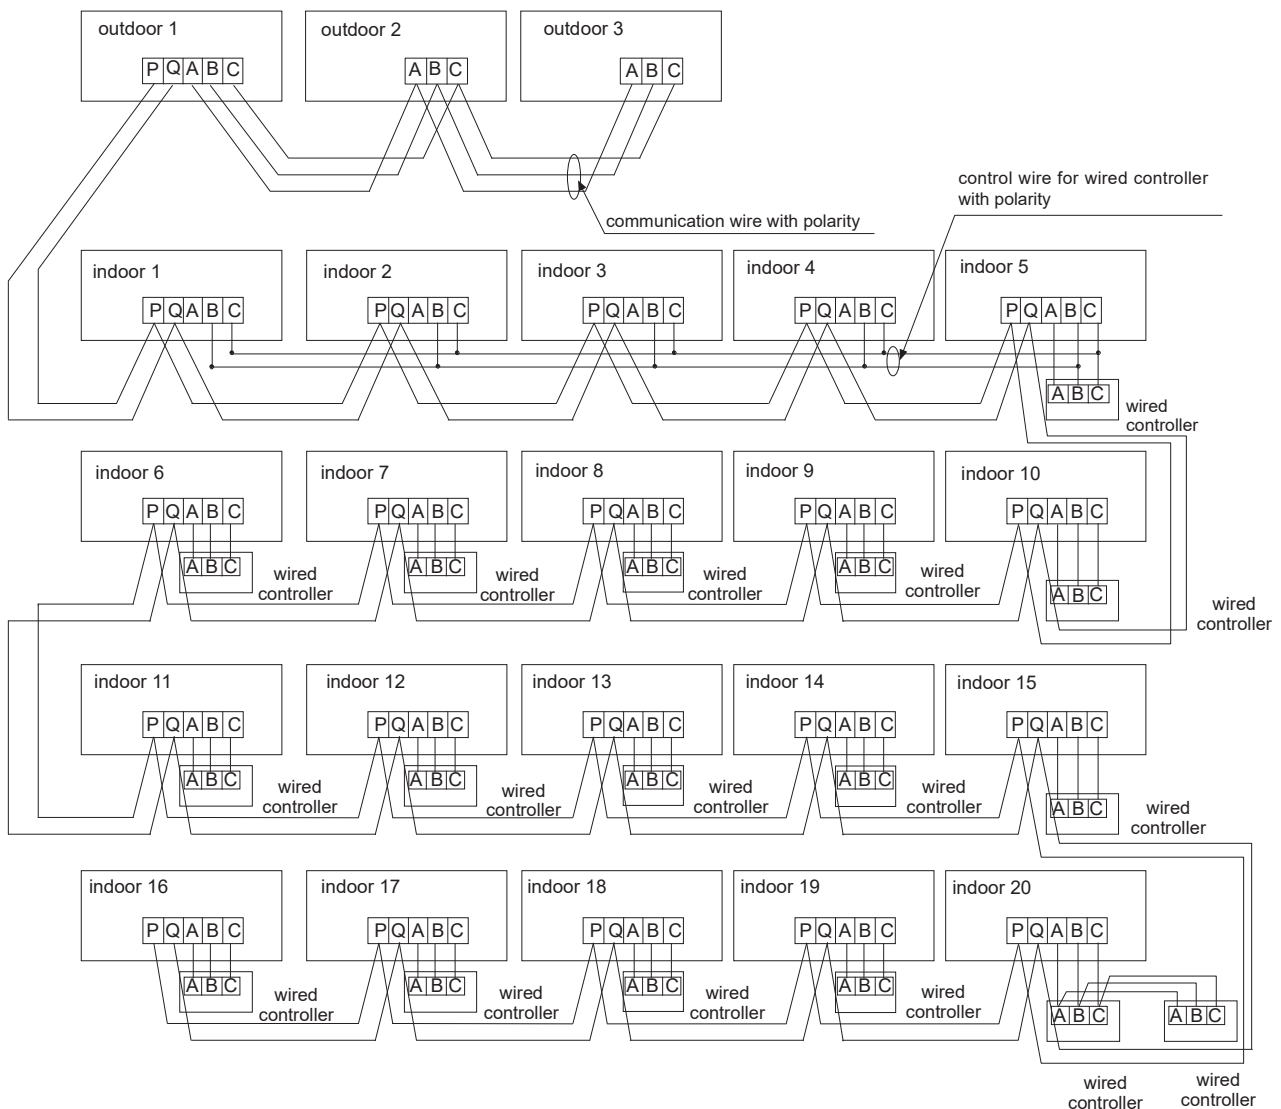 outdoor 1
outdoor 2
outdoor 3
P Q A B C
A B C
A B C
control wire for wired controller
with polarity
communication wire with polarity
indoor 1
indoor 2
indoor 3
indoor 4
indoor 5
P Q A B C
P Q A B C
P Q A B C
P Q A B C
P Q A B C
A B C
wired
controller
indoor 6
indoor 7
indoor 8
indoor 9
indoor 10
P Q A B C
P Q A B C
P Q A B C
P Q A B C
P Q A B C
A B C
wired
controller
A B C
wired
controller
A B C
wired
controller
A B C
wired
controller
A B C
wired
controller
indoor 11
indoor 12
indoor 13
indoor 14
indoor 15
P Q A B C
P Q A B C
P Q A B C
P Q A B C
P Q A B C
A B C
wired
controller
A B C
wired
controller
A B C
wired
controller
A B C
wired
controller
A B C
wired
controller
indoor 16
indoor 17
indoor 18
indoor 19
indoor 20
P Q A B C
P Q A B C
P Q A B C
P Q A B C
P Q A B C
A B C
wired
controller
A B C
wired
controller
A B C
wired
controller
A B C
wired
controller
A B C
A B C
wired
controller
wired
controller